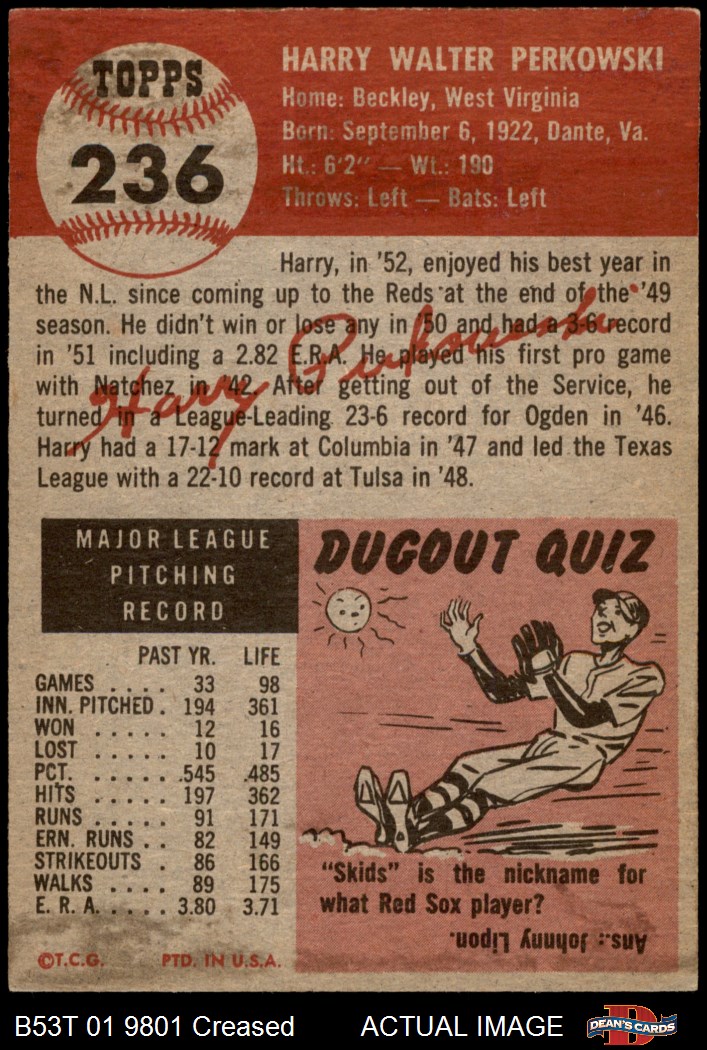 TOPPS
236
HARRY WALTER PERKOWSKI
Home: Beckley, West Virginia
Born: September 6, 1922, Dante, Va.
Ht.: 6'2" — Wt.: 190
Throws: Left — Bats: Left
Harry, in '52, enjoyed his best year in
the N.L. since coming up to the Reds at the end of the '49
season. He didn't win or lose any in '50 and had a 3-6 record
in '51 including a 2.82 E.R.A. He played his first pro game
with Natchez in '42. After getting out of the Service, he
turned in a League-Leading 23-6 record for Ogden in '46.
Harry had a 17-12 mark at Columbia in '47 and led the Texas
League with a 22-10 record at Tulsa in '48.
Harry Perkowski
MAJOR LEAGUE
PITCHING
RECORD
PAST YR. LIFE
GAMES . . . . 33 98
INN. PITCHED . 194 361
WON . . . . . 12 16
LOST . . . . . 10 17
PCT. . . . . . .545 .485
HITS . . . . . 197 362
RUNS . . . . . 91 171
ERN. RUNS . . 82 149
STRIKEOUTS . 86 166
WALKS . . . . 89 175
E. R. A. . . . . 3.80 3.71
©T.C.G. PTD. IN U.S.A.
DUGOUT QUIZ
"Skids" is the nickname for
what Red Sox player?
Ans.: Johnny Lipon.
B53T 01 9801 Creased ACTUAL IMAGE
DEAN'S CARDS